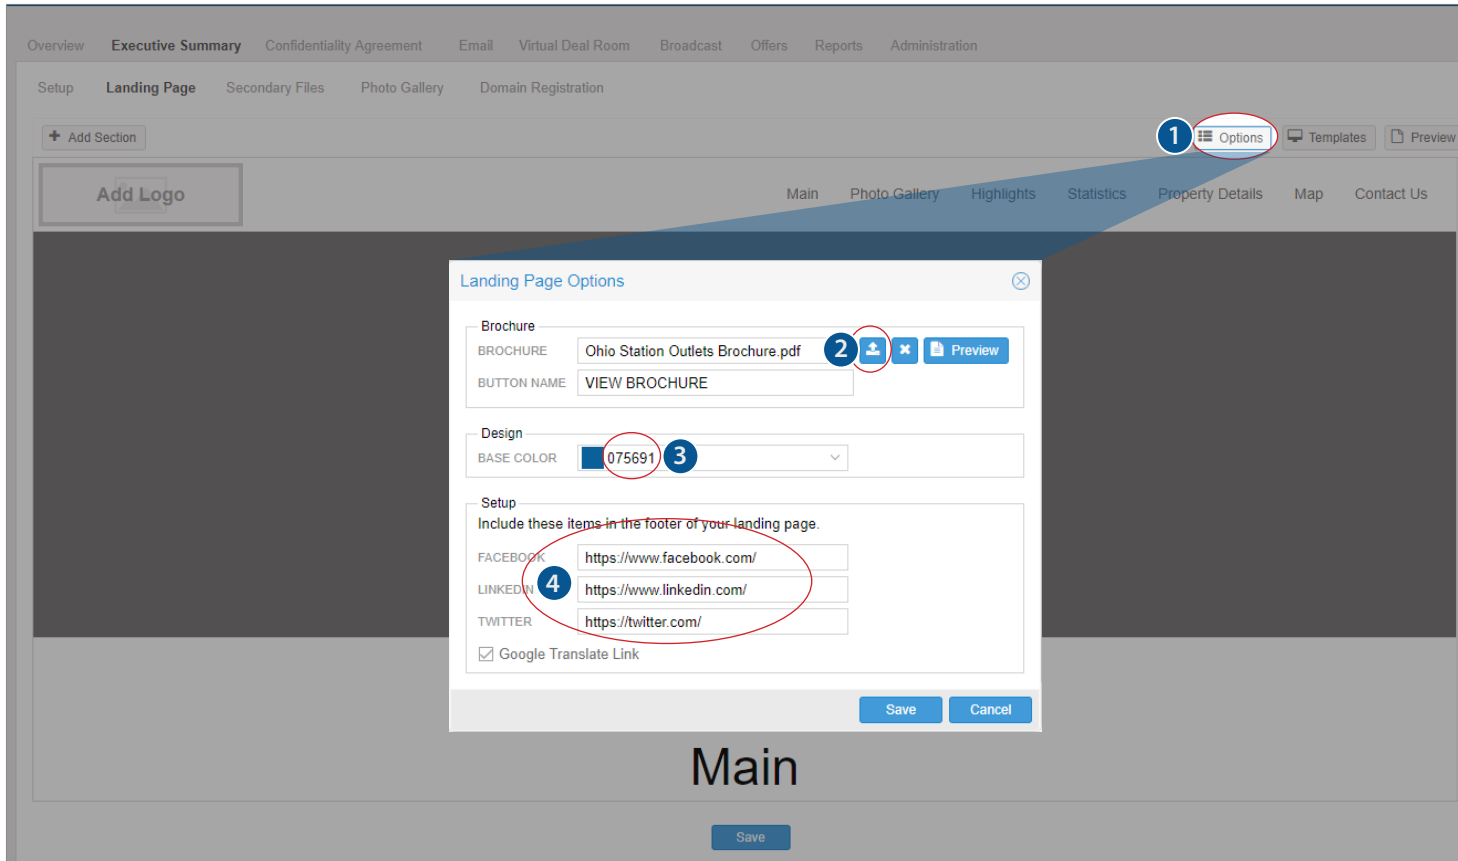 Overview Executive Summary Confidentiality Agreement Email Virtual Deal Room Broadcast Offers Reports Administration
Setup Landing Page Secondary Files Photo Gallery Domain Registration
Add Section 1 Options Templates Preview
Add Logo Main Photo Gallery Highlights Statistics Property Details Map Contact Us
Landing Page Options
Brochure
BROCHURE Ohio Station Outlets Brochure.pdf 2 Preview
BUTTON NAME VIEW BROCHURE
Design
BASE COLOR 075691 3
Setup
Include these items in the footer of your landing page.
FACEBOOK https://www.facebook.com/
LINKEDIN 4 https://www.linkedin.com/
TWITTER https://twitter.com/
Google Translate Link
Save Cancel
Main
Save